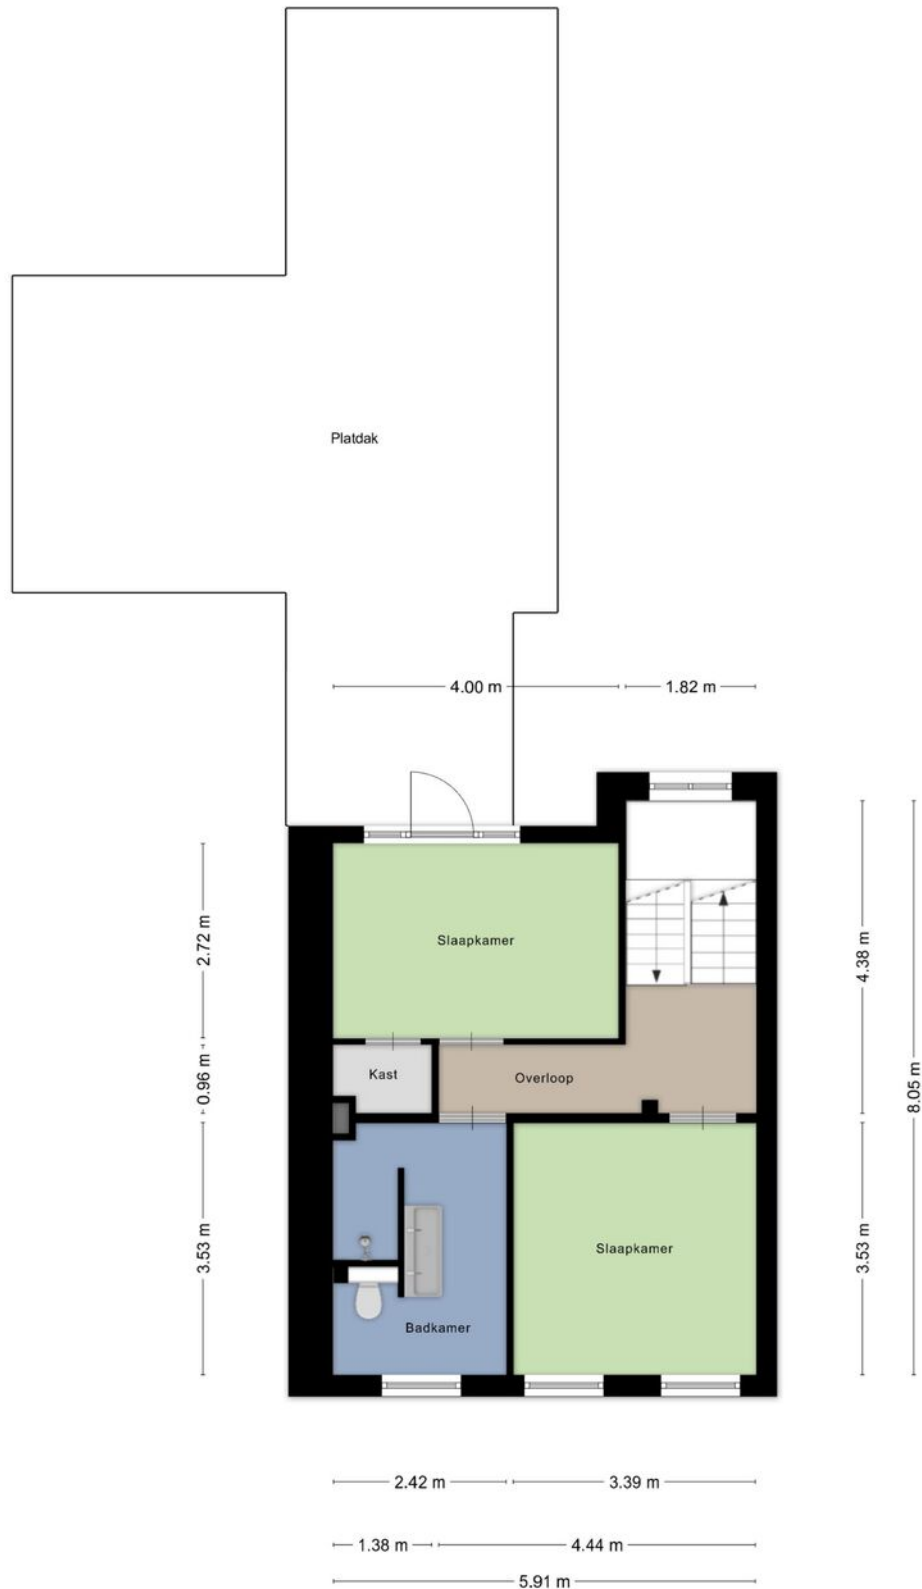 Platdak
4.00 m
1.82 m
2.72 m
Slaapkamer
4.38 m
0.96 m
Kast
Overloop
8.05 m
3.53 m
Slaapkamer
3.53 m
Badkamer
2.42 m
3.39 m
1.38 m
4.44 m
5.91 m